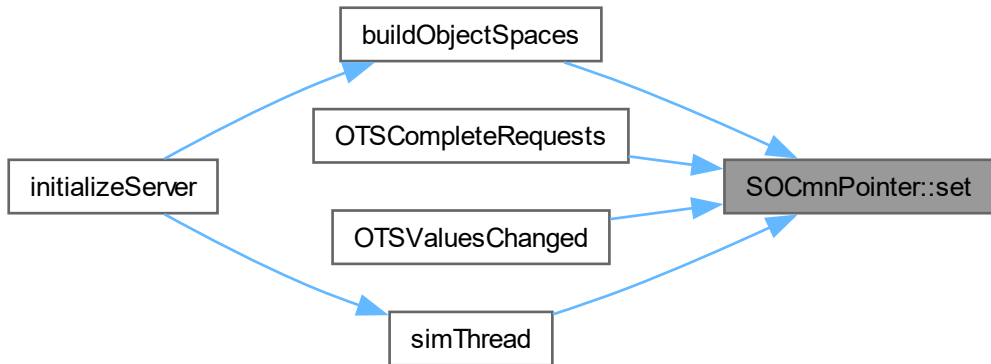 buildObjectSpaces
OTSCompleteRequests
initializeServer
SOCmnPointer::set
OTSValuesChanged
simThread